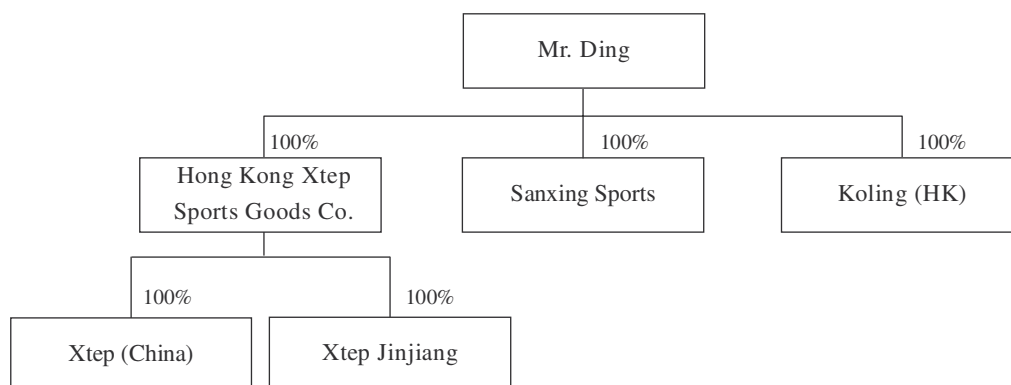 Mr. Ding
100%
100%
100%
Hong Kong Xtep
Sports Goods Co.
Sanxing Sports
Koling (HK)
100%
100%
Xtep (China)
Xtep Jinjiang